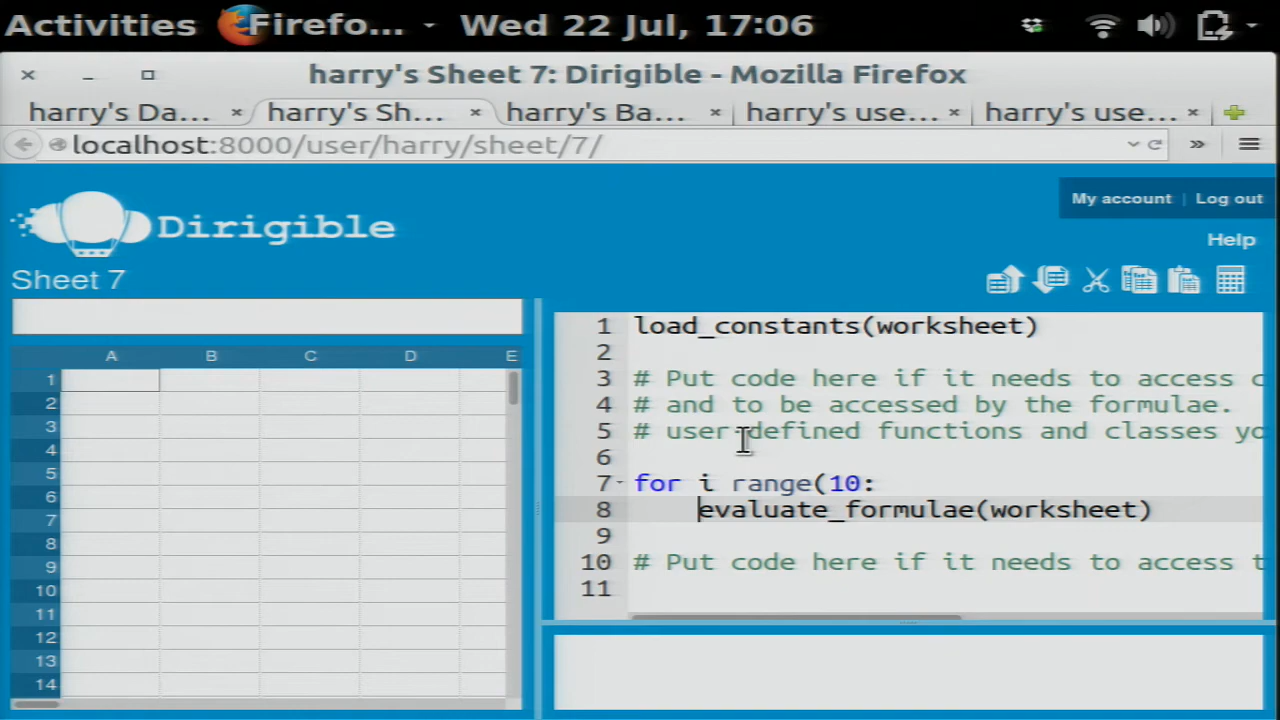 Activities Firefo... Wed 22 Jul, 17:06
harry's Sheet 7: Dirigible - Mozilla Firefox
harry's Da... harry's Sh... harry's Ba... harry's use... harry's use...
localhost:8000/user/harry/sheet/7/
My account | Log out
Dirigible
Help
Sheet 7
A B C D E
1
2
3
4
5
6
7
8
9
10
11
12
13
14
1 load_constants(worksheet)
2
3 # Put code here if it needs to access c
4 # and to be accessed by the formulae.
5 # user-defined functions and classes yo
6
7 for i range(10:
8 evaluate_formulae(worksheet)
9
10 # Put code here if it needs to access t
11